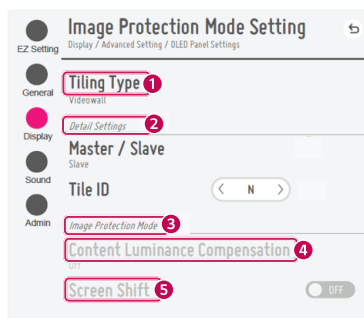 Image Protection Mode Setting
Display / Advanced Setting / OLED Panel Settings
EZ Setting
General
Display
Sound
Admin
Tiling Type 1
Videowall
Detail Settings 2
Master / Slave
Slave
Tile ID < N >
Image Protection Mode 3
Content Luminance Compensation 4
Off
Screen Shift 5 OFF